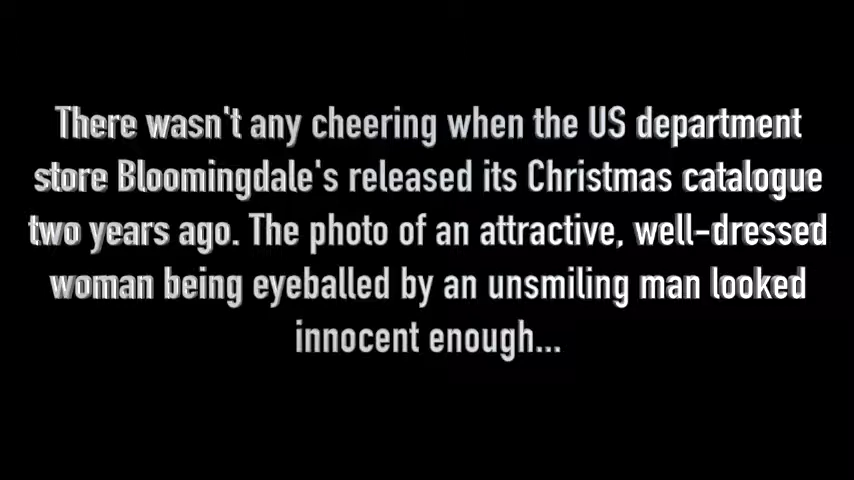 There wasn't any cheering when the US department
store Bloomingdale's released its Christmas catalogue
two years ago. The photo of an attractive, well-dressed
woman being eyeballed by an unsmiling man looked
innocent enough...